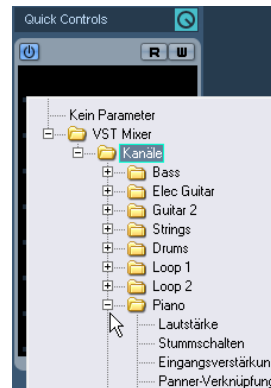 Quick Controls
R W
Kein Parameter
VST Mixer
Kanäle
Bass
Elec Guitar
Guitar 2
Strings
Drums
Loop 1
Loop 2
Piano
Lautstärke
Stummschalten
Eingangsverstärkun
Panner-Verknüpfung